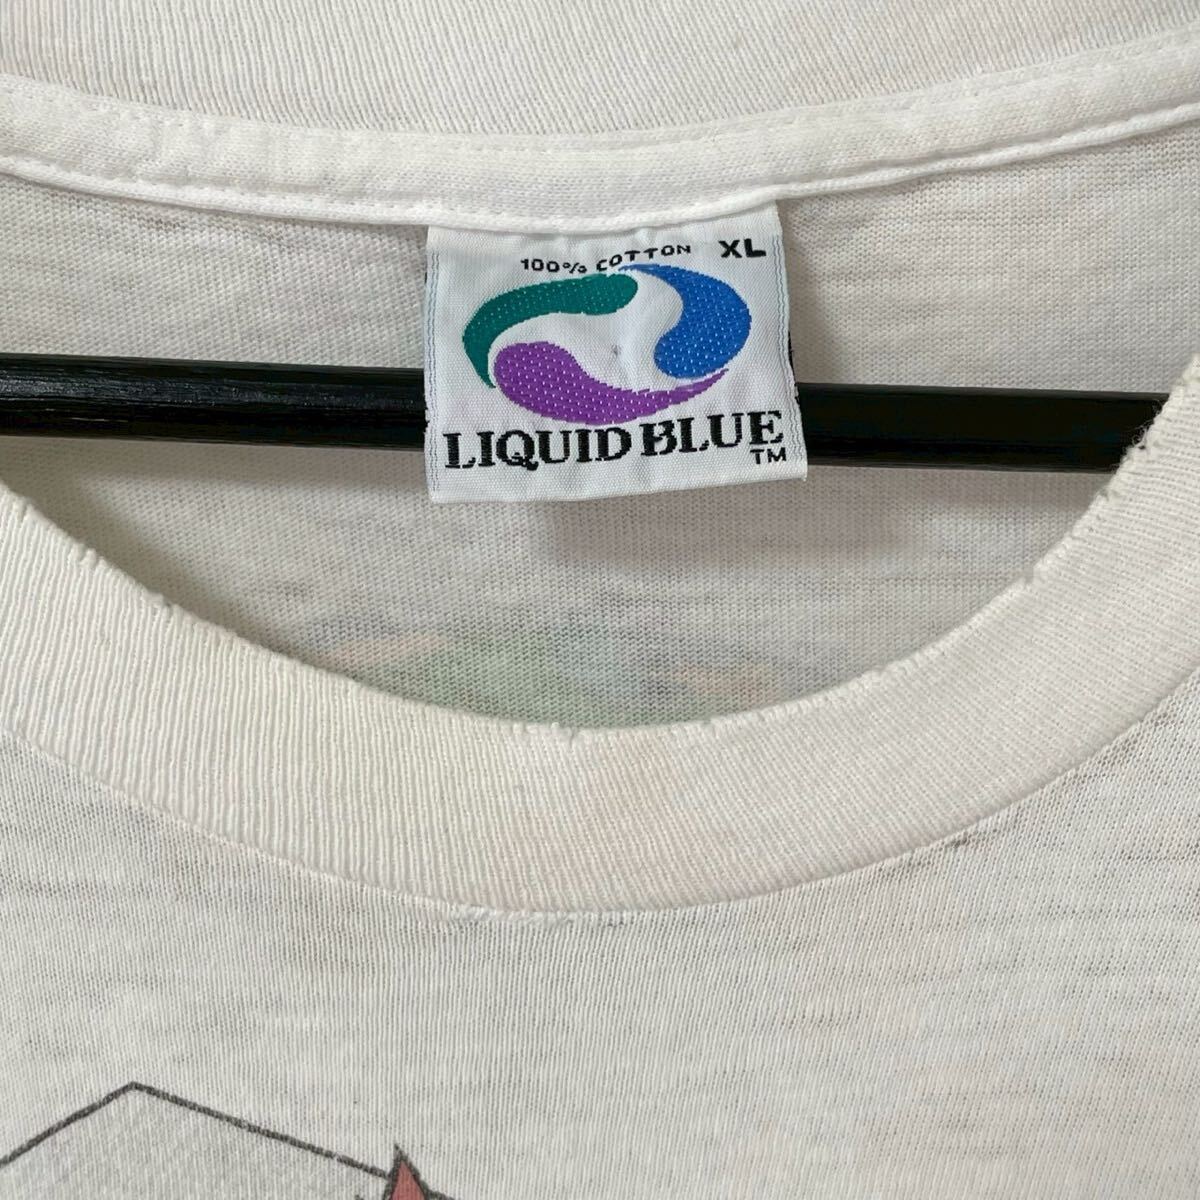 100% COTTON XL
LIQUID BLUE
TM